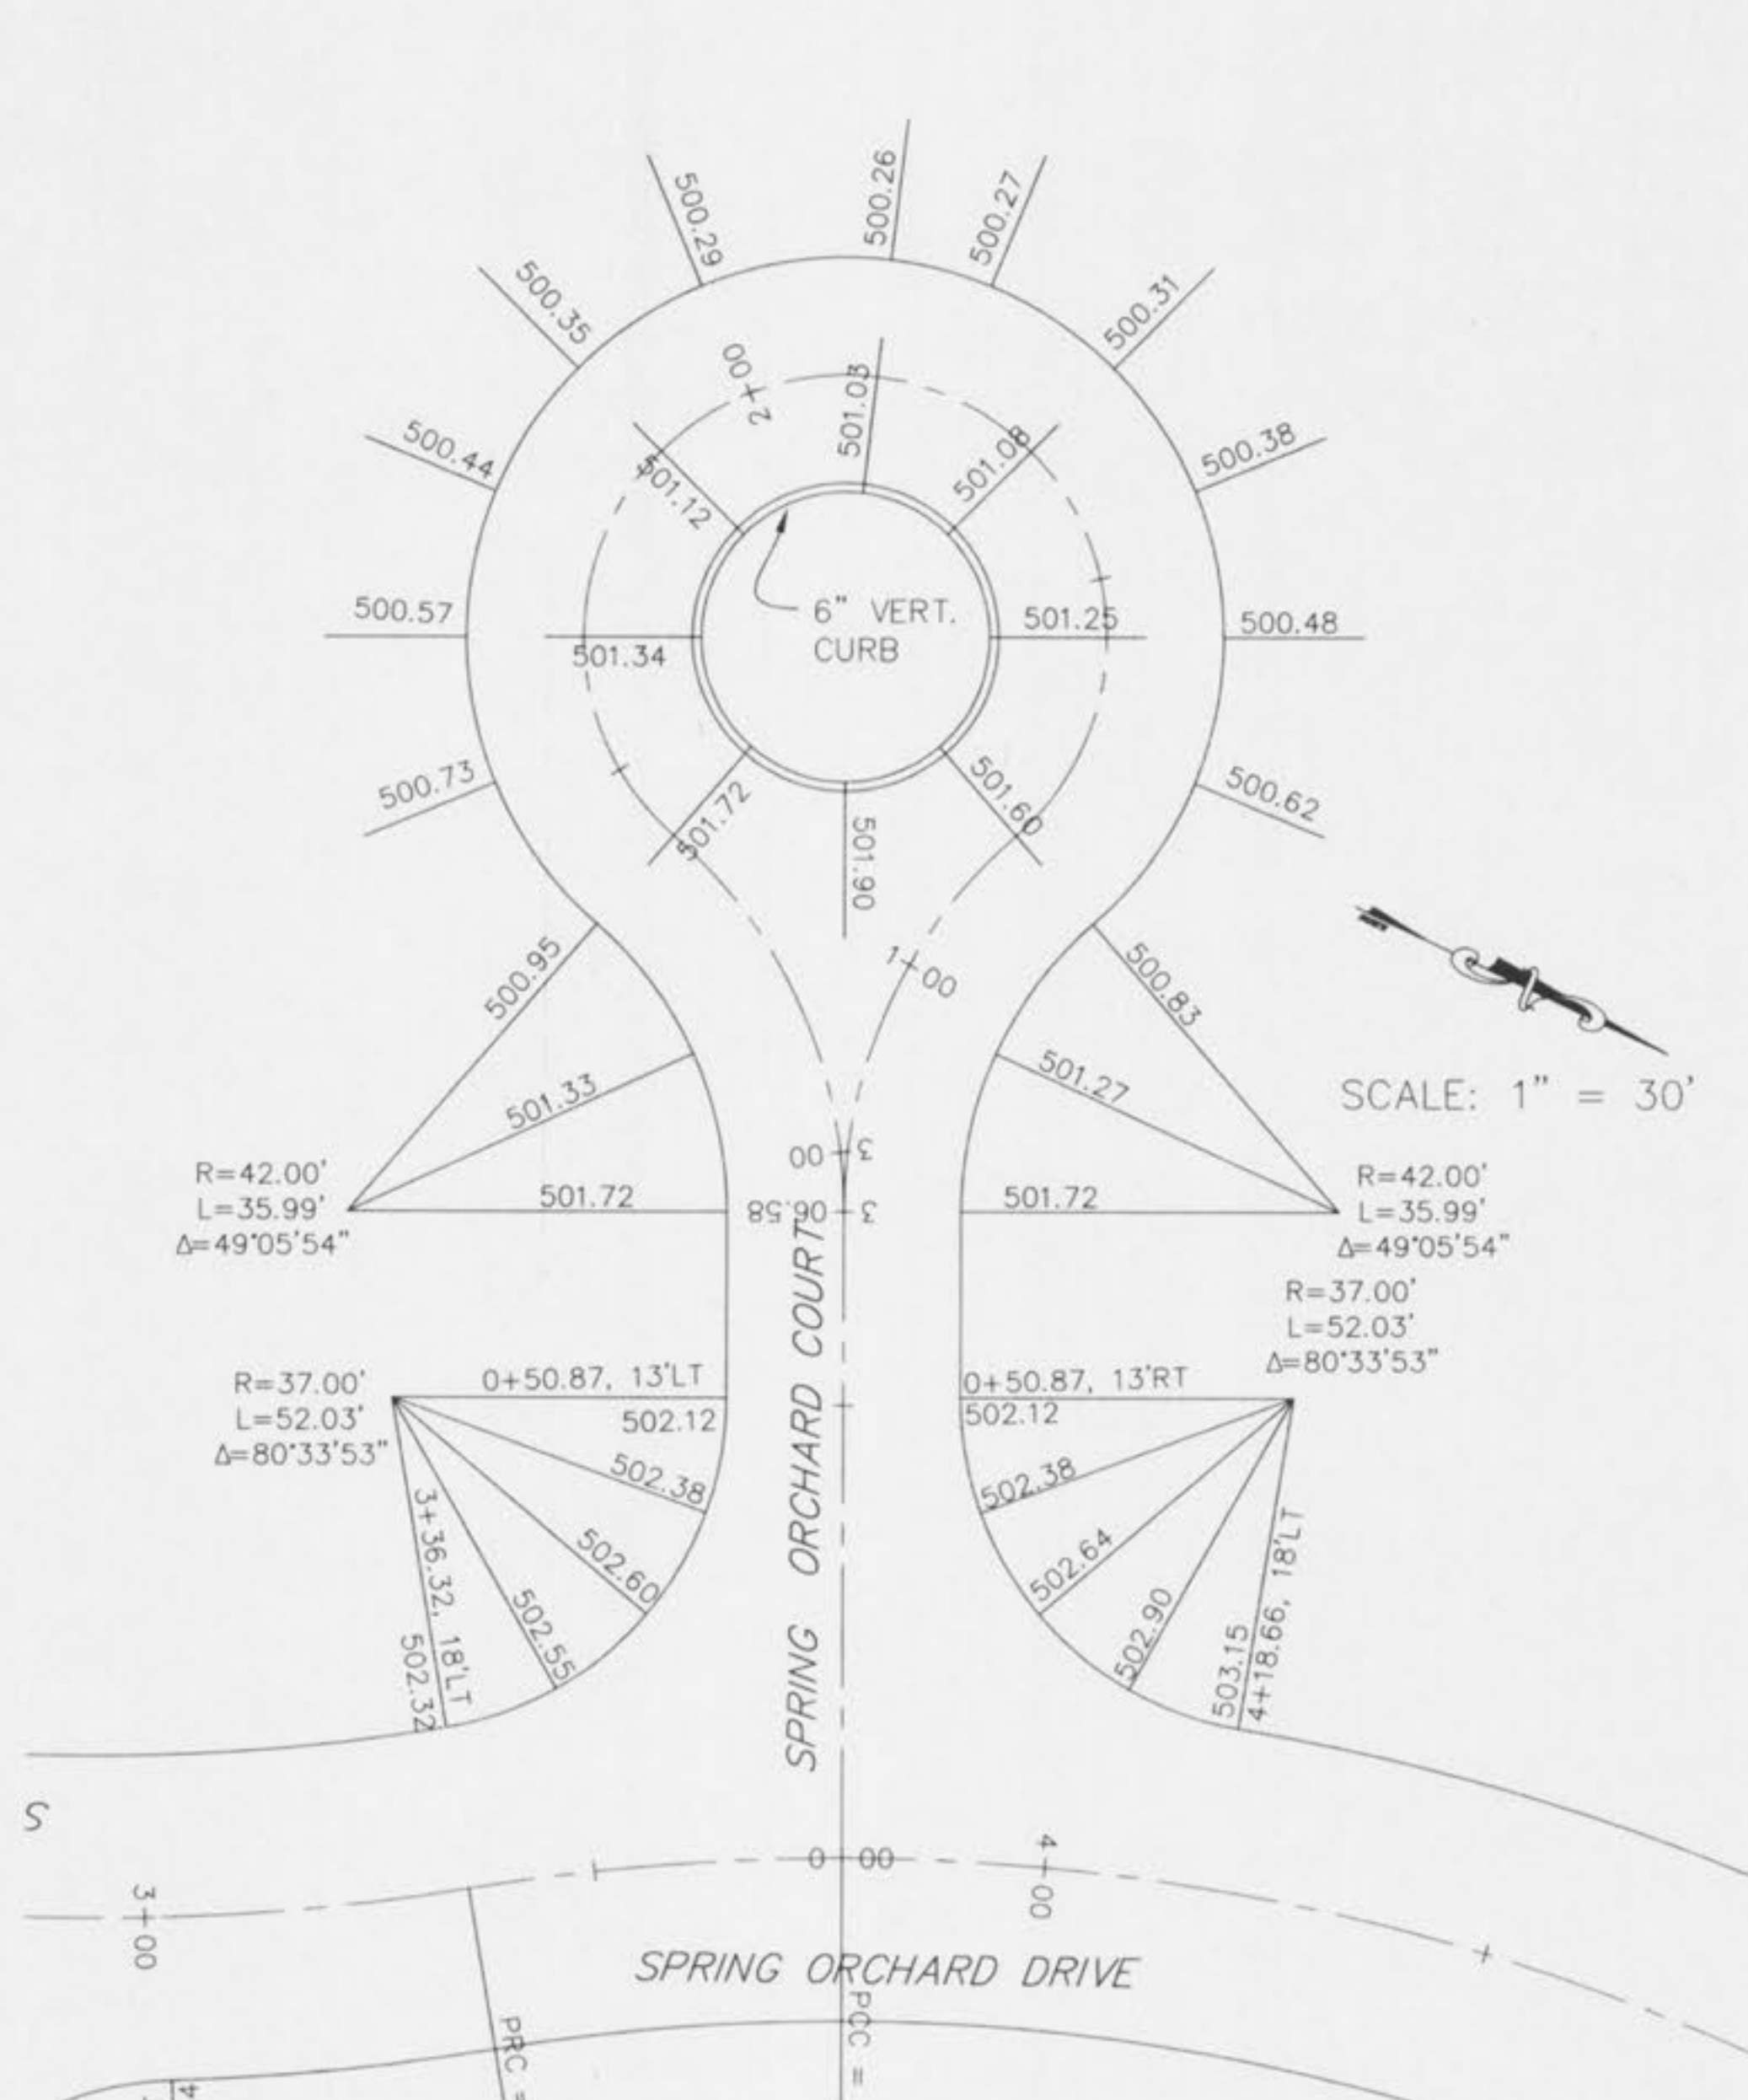 500.26
500.29
500.27
500.35
500.31
2+00
501.03
500.44
501.08
500.38
501.12
500.57
6" VERT.
CURB
501.25
500.48
501.34
500.73
501.72
501.60
500.62
501.90
500.95
1+00
500.83
501.33
501.27
SCALE: 1" = 30'
3+00
R=42.00'
L=35.99'
Δ=49°05'54"
501.72
3+06.58
501.72
R=42.00'
L=35.99'
Δ=49°05'54"
R=37.00'
L=52.03'
Δ=80°33'53"
R=37.00'
L=52.03'
Δ=80°33'53"
0+50.87, 13'LT
502.12
0+50.87, 13'RT
502.12
502.38
502.38
502.60
502.64
502.55
502.90
3+36.32, 18'LT
502.32
503.15
4+18.66, 18'LT
SPRING ORCHARD COURT
S
0+00
4+00
3+00
SPRING ORCHARD DRIVE
PRC =
PCC =
4